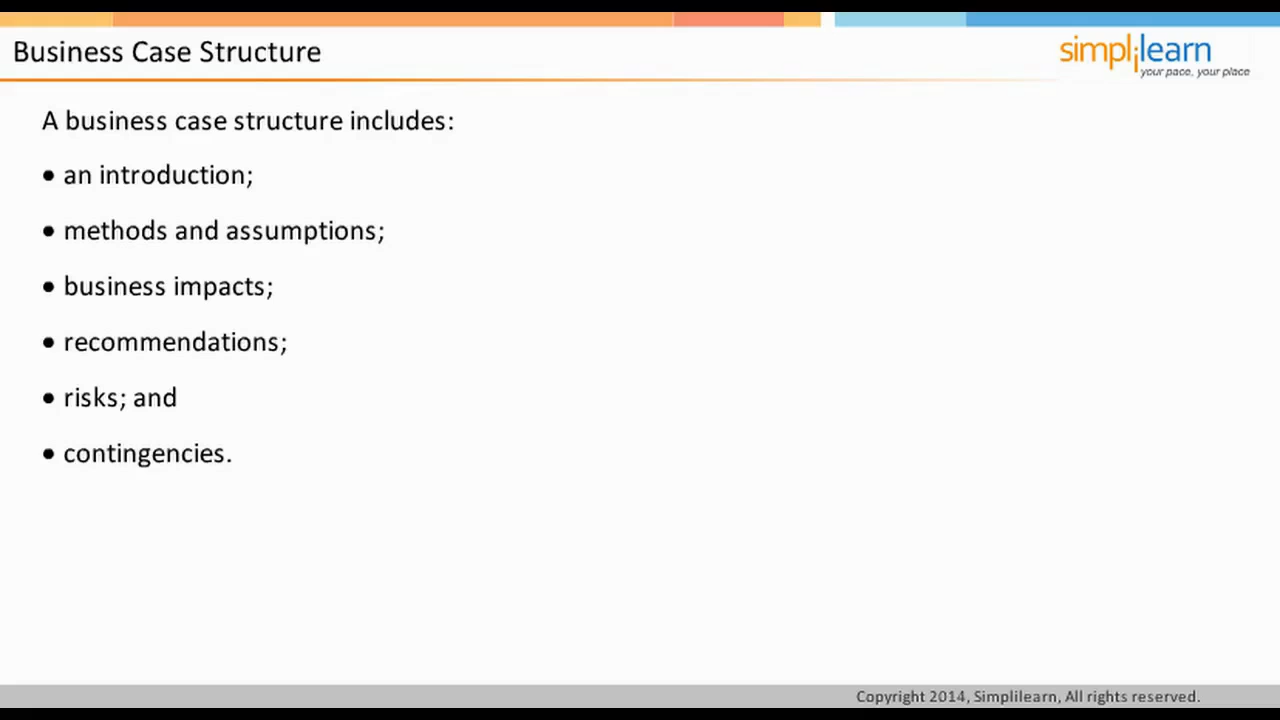 Business Case Structure
simplilearn
your pace, your place
A business case structure includes:
• an introduction;
• methods and assumptions;
• business impacts;
• recommendations;
• risks; and
• contingencies.
Copyright 2014, Simplilearn, All rights reserved.